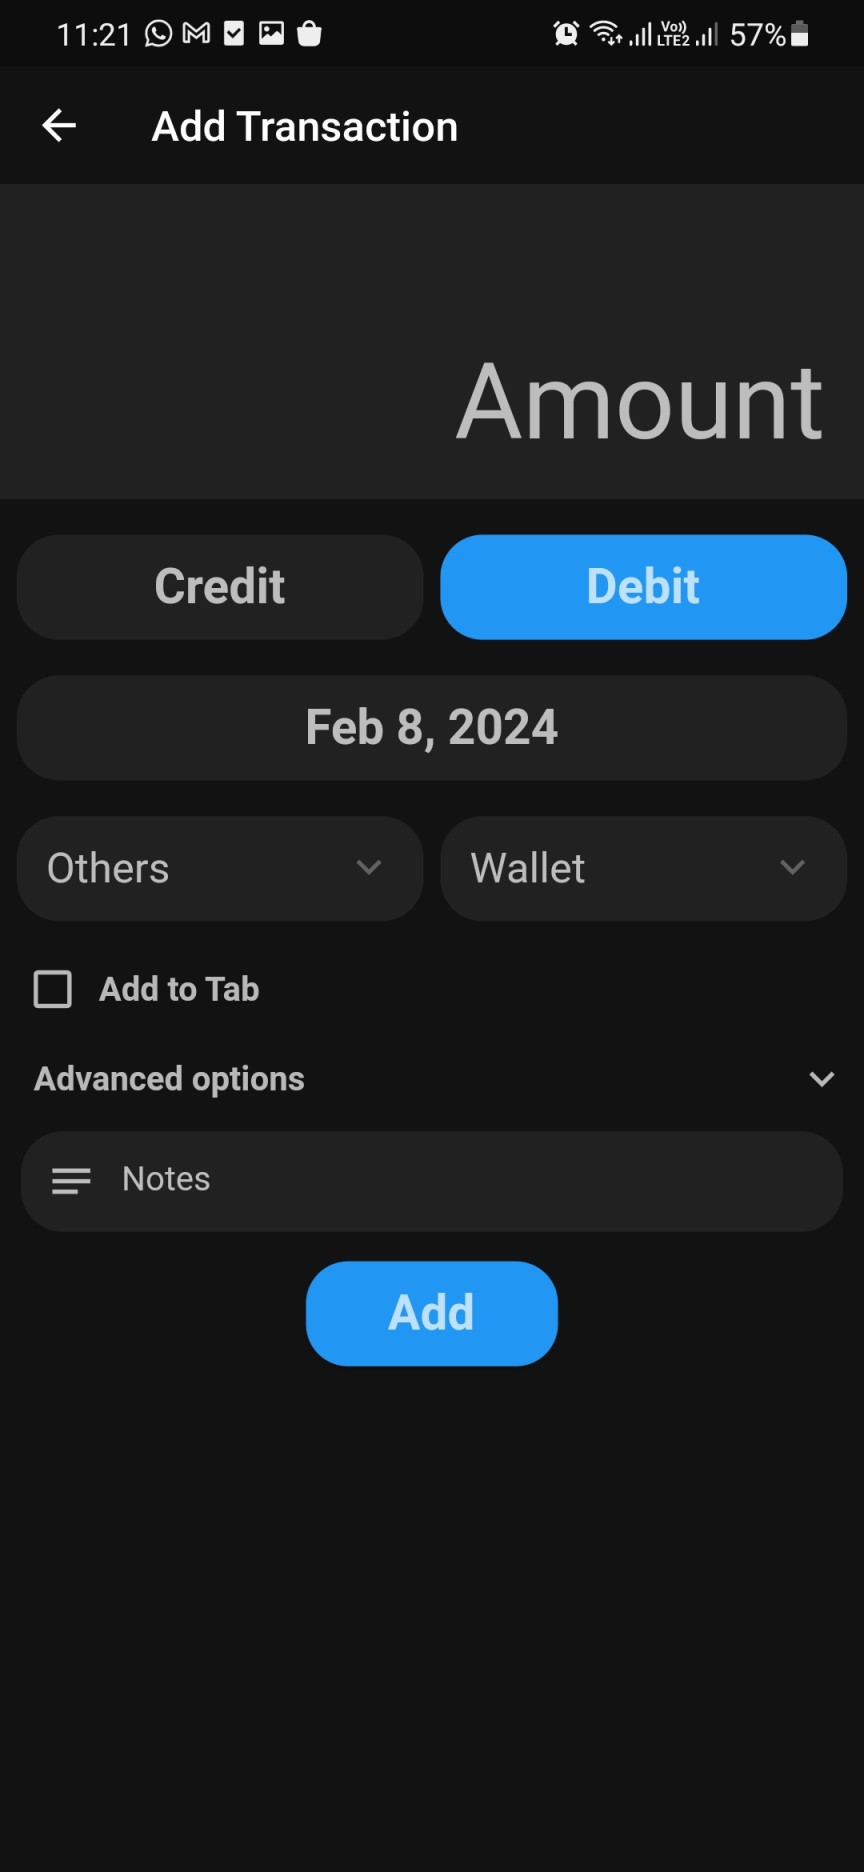 11:21 Vo)) LTE2 57%
Add Transaction
Amount
Credit Debit
Feb 8, 2024
Others Wallet
Add to Tab
Advanced options
Notes
Add